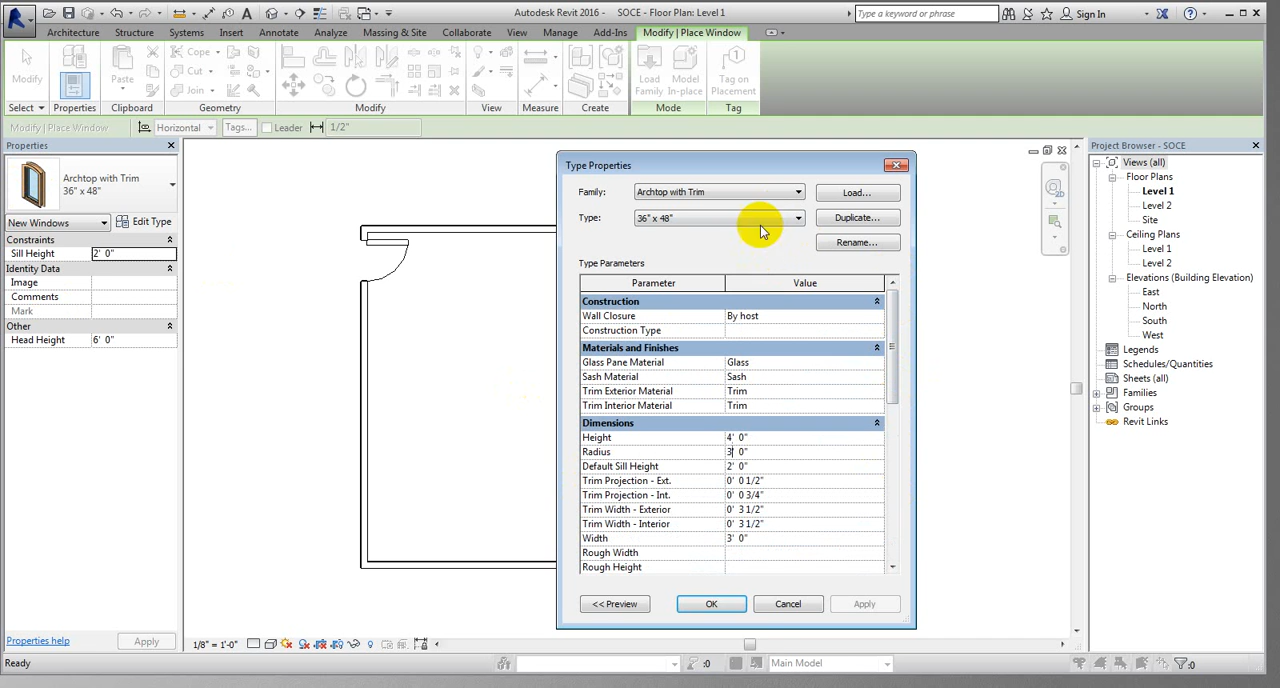 Autodesk Revit 2016 - SOCE - Floor Plan: Level 1
Type a keyword or phrase
Sign In
Architecture Structure Systems Insert Annotate Analyze Massing & Site Collaborate View Manage Add-Ins Modify | Place Window
Modify
Paste
Cope
Cut
Join
Load Family
Model In-place
Tag on Placement
Select Properties Clipboard Geometry Modify View Measure Create Mode Tag
Modify | Place Window
Horizontal
Tags...
Leader
1/2"
Properties
Archtop with Trim
36" x 48"
New Windows
Edit Type
Constraints
Sill Height 2' 0"
Identity Data
Image
Comments
Mark
Other
Head Height 6' 0"
Properties help
Apply
Type Properties
Family: Archtop with Trim Load...
Type: 36" x 48" Duplicate...
Rename...
Type Parameters
Parameter Value
Construction
Wall Closure By host
Construction Type
Materials and Finishes
Glass Pane Material Glass
Sash Material Sash
Trim Exterior Material Trim
Trim Interior Material Trim
Dimensions
Height 4' 0"
Radius 3' 0"
Default Sill Height 2' 0"
Trim Projection - Ext. 0' 0 1/2"
Trim Projection - Int. 0' 0 3/4"
Trim Width - Exterior 0' 3 1/2"
Trim Width - Interior 0' 3 1/2"
Width 3' 0"
Rough Width
Rough Height
<< Preview OK Cancel Apply
Project Browser - SOCE
Views (all)
Floor Plans
Level 1
Level 2
Site
Ceiling Plans
Level 1
Level 2
Elevations (Building Elevation)
East
North
South
West
Legends
Schedules/Quantities
Sheets (all)
Families
Groups
Revit Links
1/8" = 1'-0"
Ready
:0
Main Model
:0